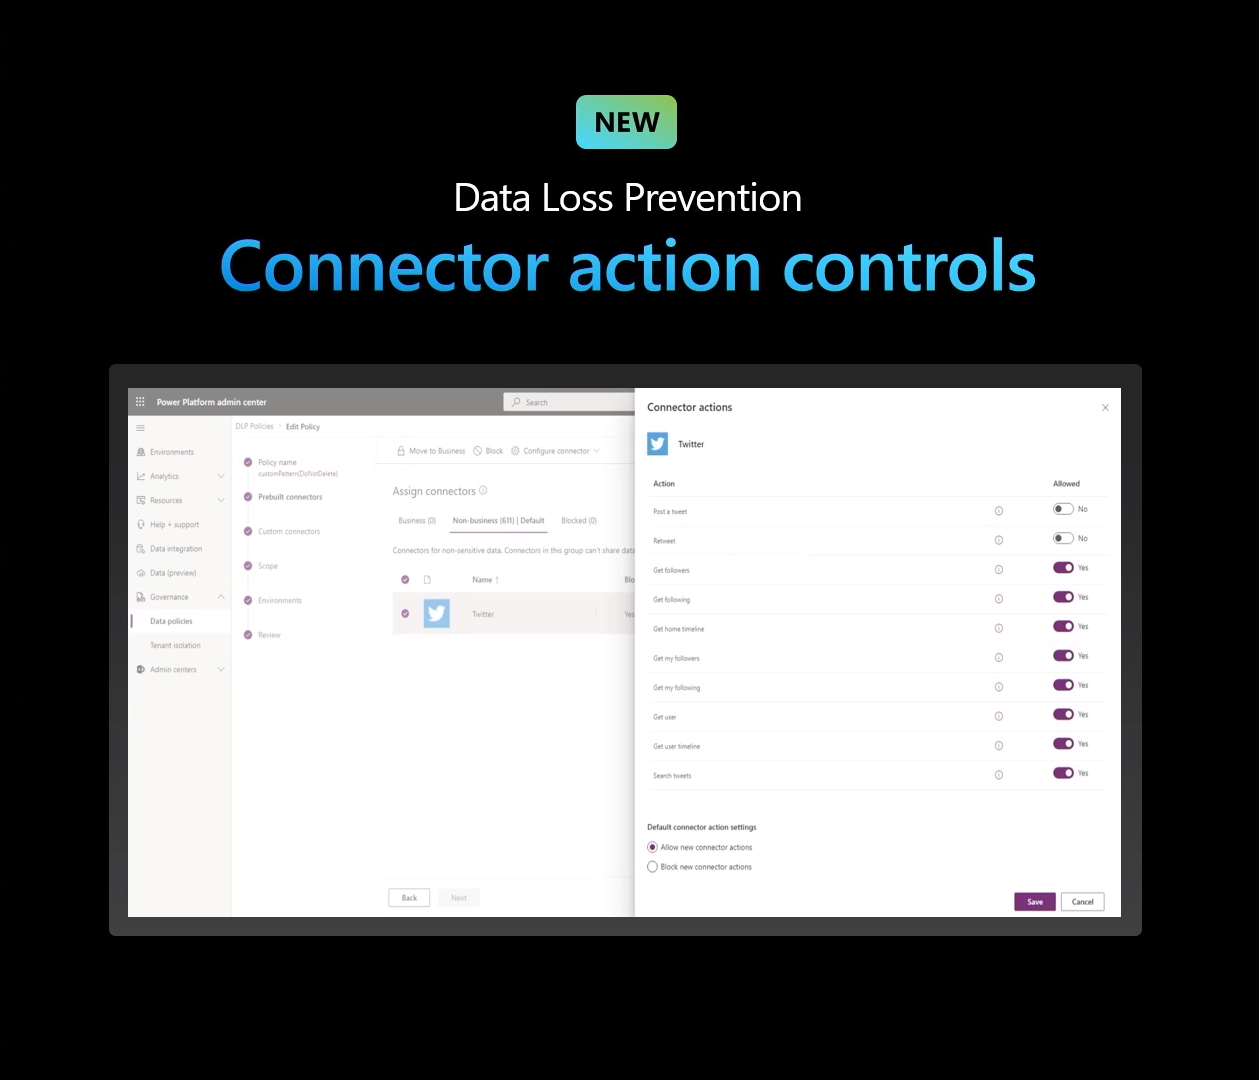 NEW
Data Loss Prevention
Connector action controls
Power Platform admin center
Search
DLP Policies > Edit Policy
Environments
Analytics
Resources
Help + support
Data integration
Data (preview)
Governance
Data policies
Tenant isolation
Admin centers
Policy name
customPattern(DoNotDelete)
Prebuilt connectors
Custom connectors
Scope
Environments
Review
Move to Business Block Configure connector
Assign connectors
Business (0) Non-business (611) | Default Blocked (0)
Connectors for non-sensitive data. Connectors in this group can't share data
Name ↑ Blo
Twitter Yes
Back Next
Connector actions
Twitter
Action Allowed
Post a tweet No
Retweet No
Get followers Yes
Get following Yes
Get home timeline Yes
Get my followers Yes
Get my following Yes
Get user Yes
Get user timeline Yes
Search tweets Yes
Default connector action settings
Allow new connector actions
Block new connector actions
Save Cancel